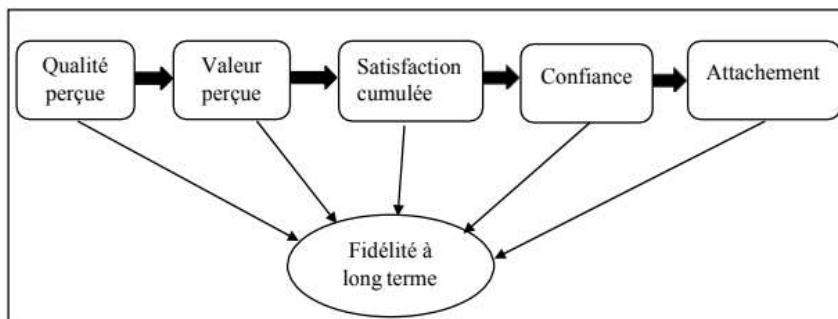 Qualité
perçue
Valeur
perçue
Satisfaction
cumulée
Confiance
Attachement
Fidélité à
long terme